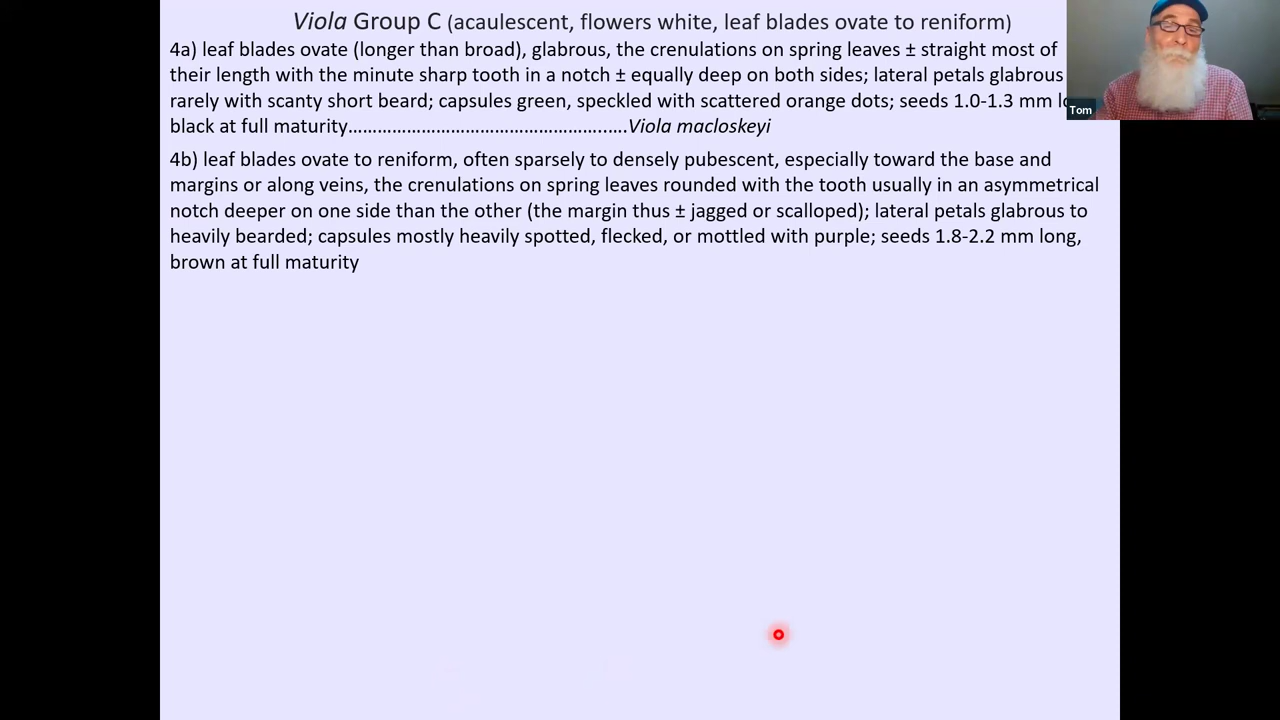 Viola Group C (acaulescent, flowers white, leaf blades ovate to reniform)
4a) leaf blades ovate (longer than broad), glabrous, the crenulations on spring leaves ± straight most of
their length with the minute sharp tooth in a notch ± equally deep on both sides; lateral petals glabrous
rarely with scanty short beard; capsules green, speckled with scattered orange dots; seeds 1.0-1.3 mm
black at full maturity…………………………………………..….Viola macloskeyi
4b) leaf blades ovate to reniform, often sparsely to densely pubescent, especially toward the base and
margins or along veins, the crenulations on spring leaves rounded with the tooth usually in an asymmetrical
notch deeper on one side than the other (the margin thus ± jagged or scalloped); lateral petals glabrous to
heavily bearded; capsules mostly heavily spotted, flecked, or mottled with purple; seeds 1.8-2.2 mm long,
brown at full maturity
Tom